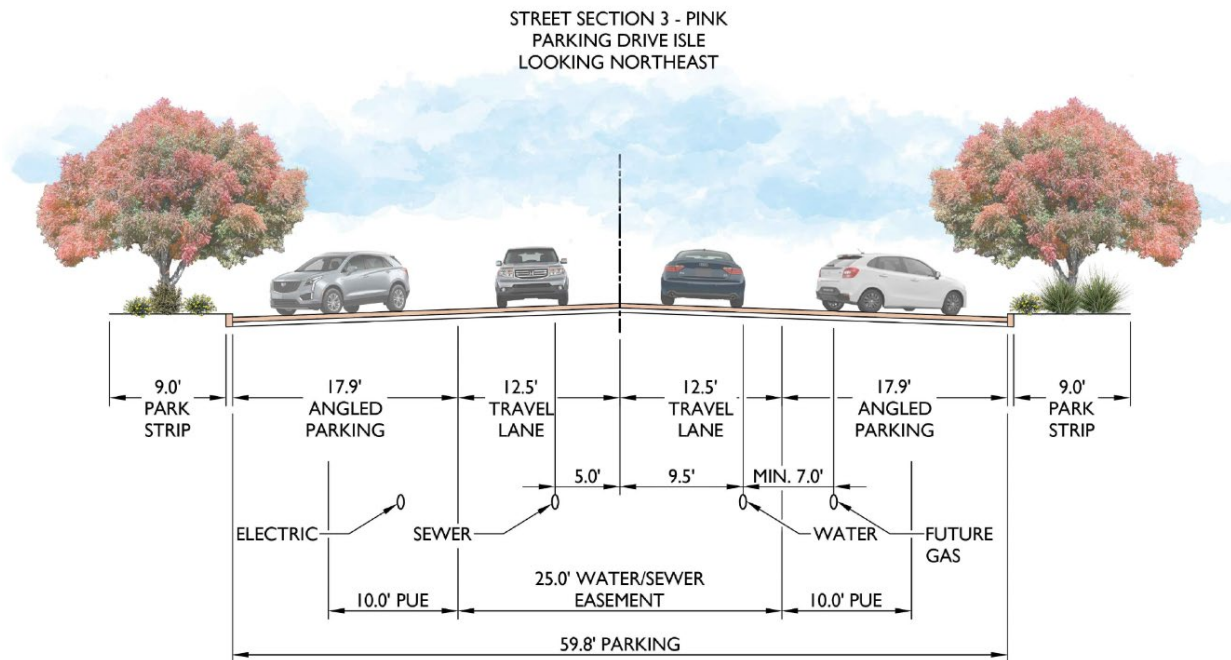 STREET SECTION 3 - PINK
PARKING DRIVE ISLE
LOOKING NORTHEAST
9.0'
PARK
STRIP
17.9'
ANGLED
PARKING
12.5'
TRAVEL
LANE
12.5'
TRAVEL
LANE
17.9'
ANGLED
PARKING
9.0'
PARK
STRIP
5.0'
9.5'
MIN. 7.0'
ELECTRIC
SEWER
WATER
FUTURE
GAS
10.0' PUE
25.0' WATER/SEWER
EASEMENT
10.0' PUE
59.8' PARKING